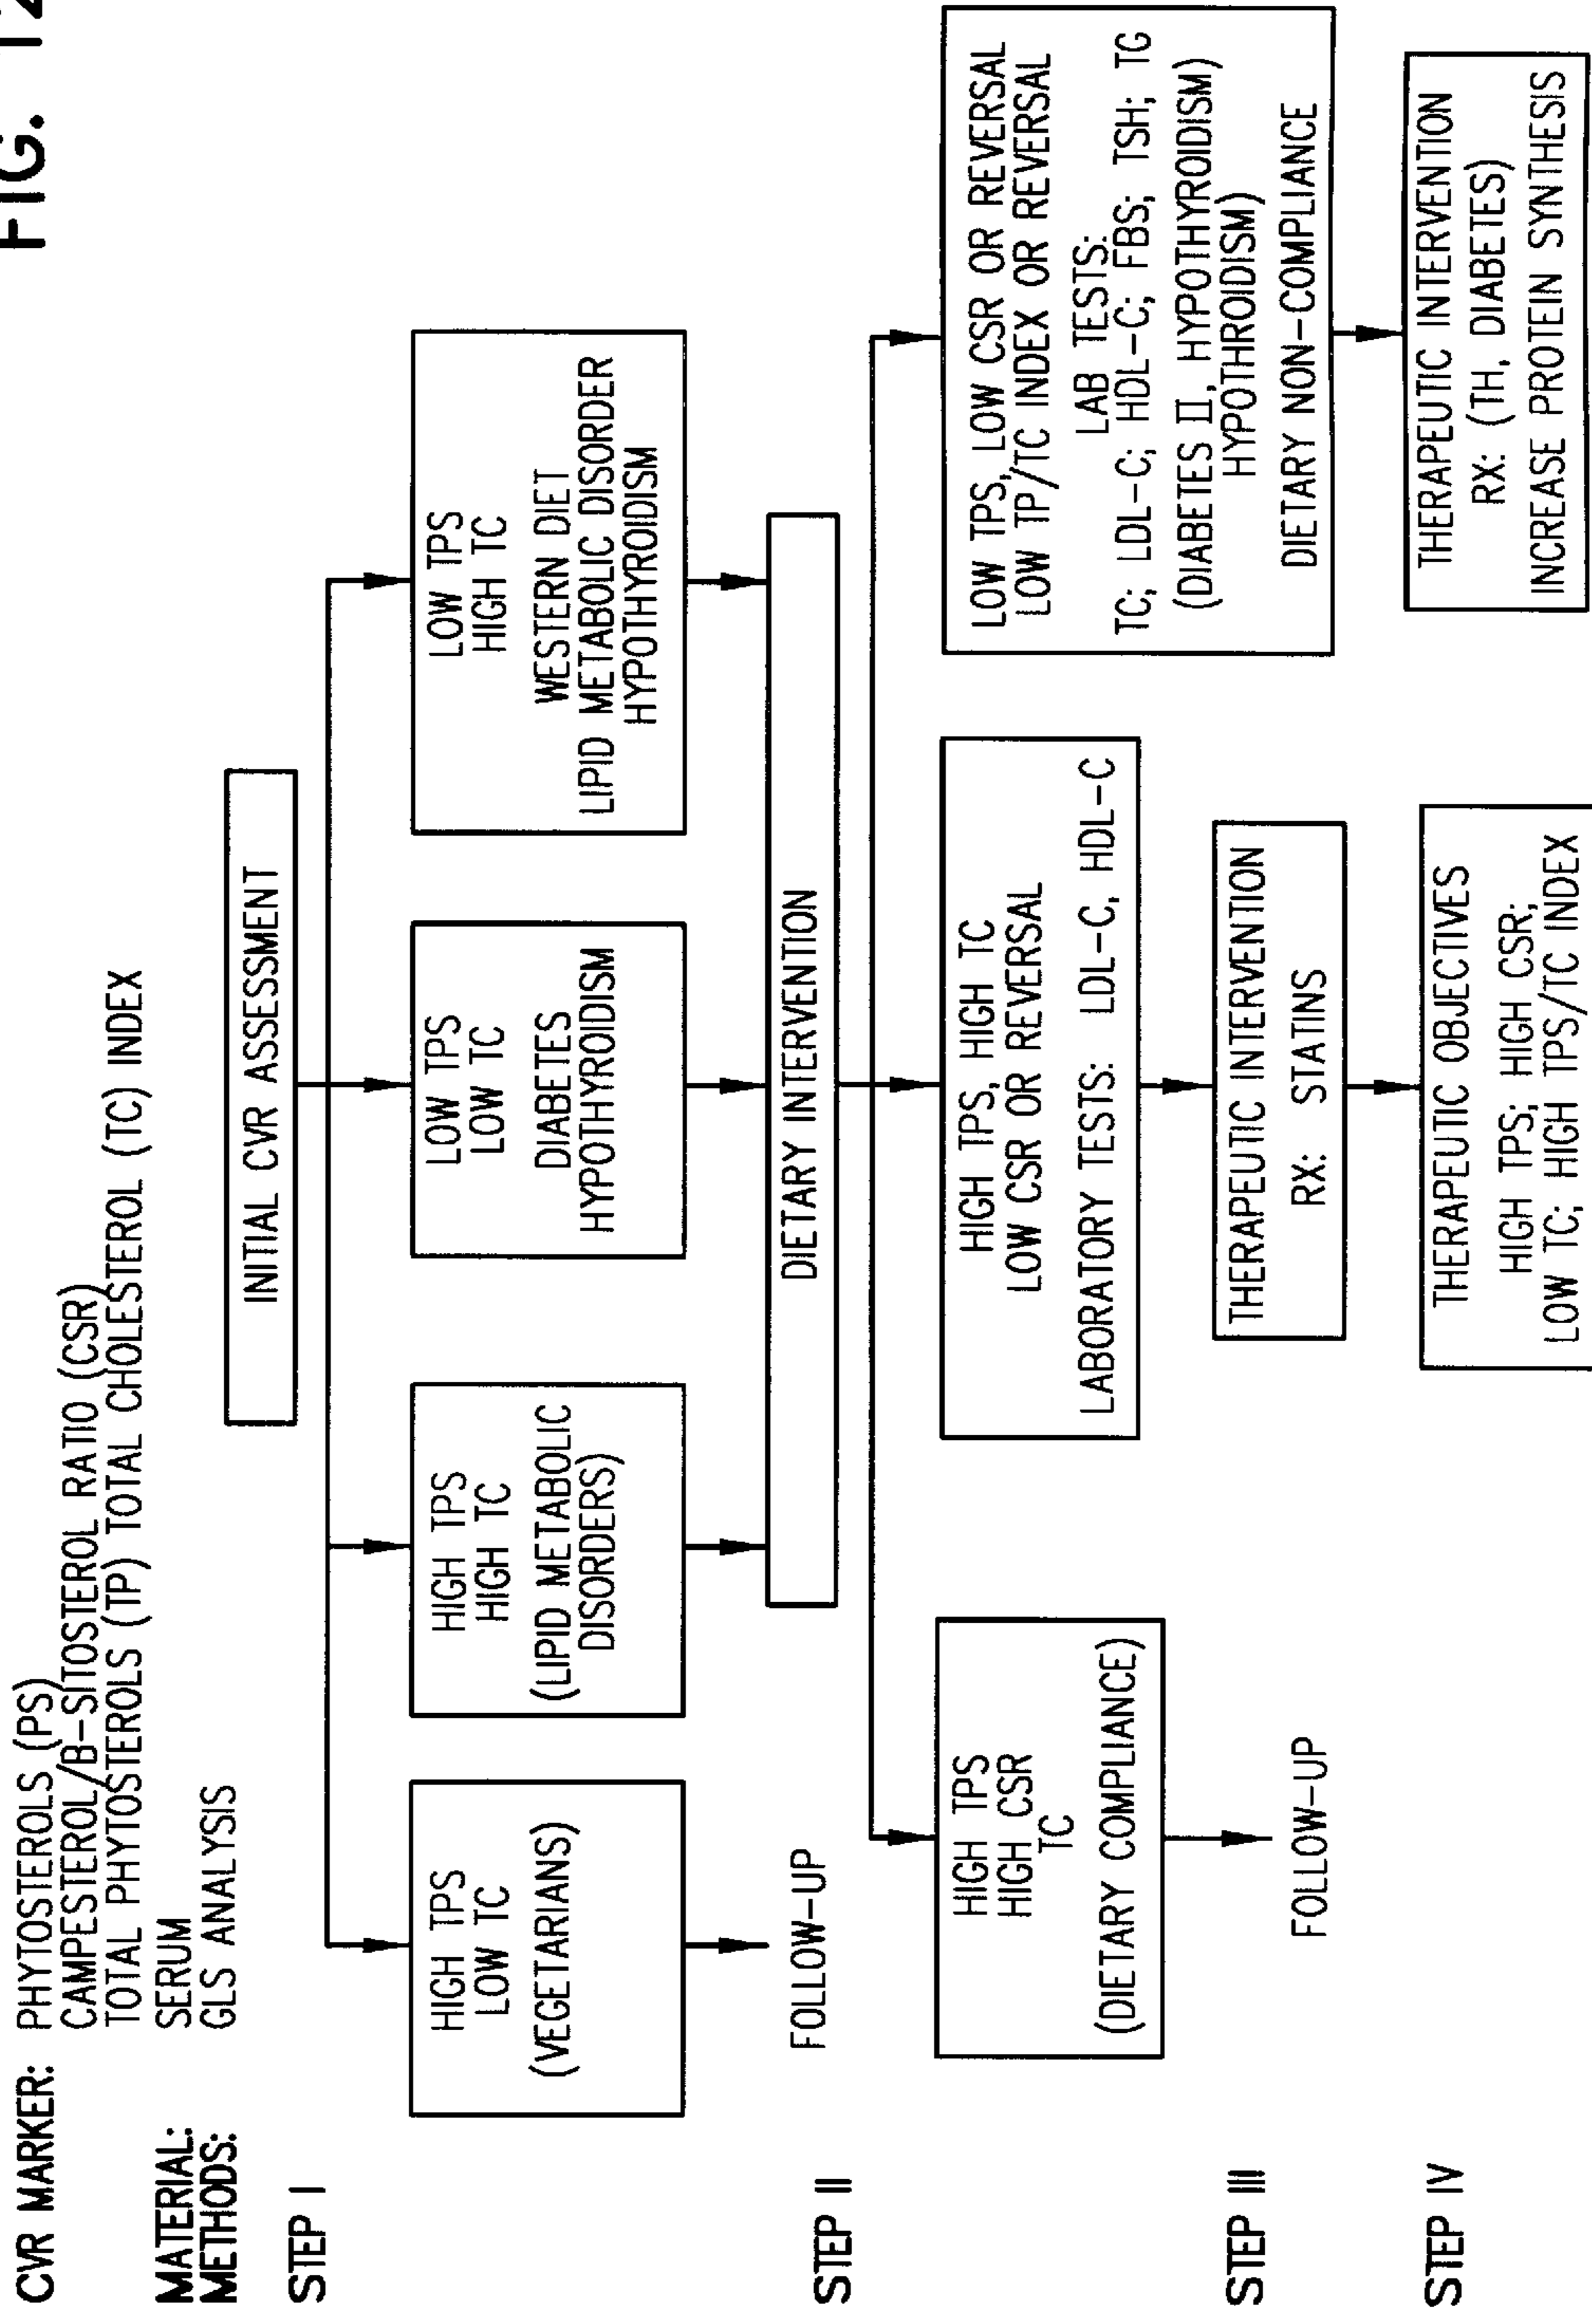 FIG. 12
CVR MARKER: PHYTOSTEROLS (PS)
CAMPESTEROL/B-SITOSTEROL RATIO (CSR)
TOTAL PHYTOSTEROLS (TP) TOTAL CHOLESTEROL (TC) INDEX
MATERIAL: SERUM
METHODS: GLS ANALYSIS
STEP I
INITIAL CVR ASSESSMENT
HIGH TPS
LOW TC
(VEGETARIANS)
HIGH TPS
HIGH TC
(LIPID METABOLIC
DISORDERS)
LOW TPS
LOW TC
DIABETES
HYPOTHYROIDISM
LOW TPS
HIGH TC
WESTERN DIET
LIPID METABOLIC DISORDER
HYPOTHYROIDISM
FOLLOW-UP
DIETARY INTERVENTION
STEP II
HIGH TPS
HIGH CSR
TC
(DIETARY COMPLIANCE)
HIGH TPS, HIGH TC
LOW CSR OR REVERSAL
LABORATORY TESTS: LDL-C, HDL-C
LOW TPS, LOW CSR OR REVERSAL
LOW TP/TC INDEX OR REVERSAL
LAB TESTS:
TC; LDL-C; HDL-C; FBS; TSH; TG
(DIABETES II, HYPOTHYROIDISM)
HYPOTHROIDISM)
DIETARY NON-COMPLIANCE
STEP III
FOLLOW-UP
THERAPEUTIC INTERVENTION
RX: STATINS
STEP IV
THERAPEUTIC OBJECTIVES
HIGH TPS; HIGH CSR;
LOW TC; HIGH TPS/TC INDEX
THERAPEUTIC INTERVENTION
RX: (TH, DIABETES)
INCREASE PROTEIN SYNTHESIS